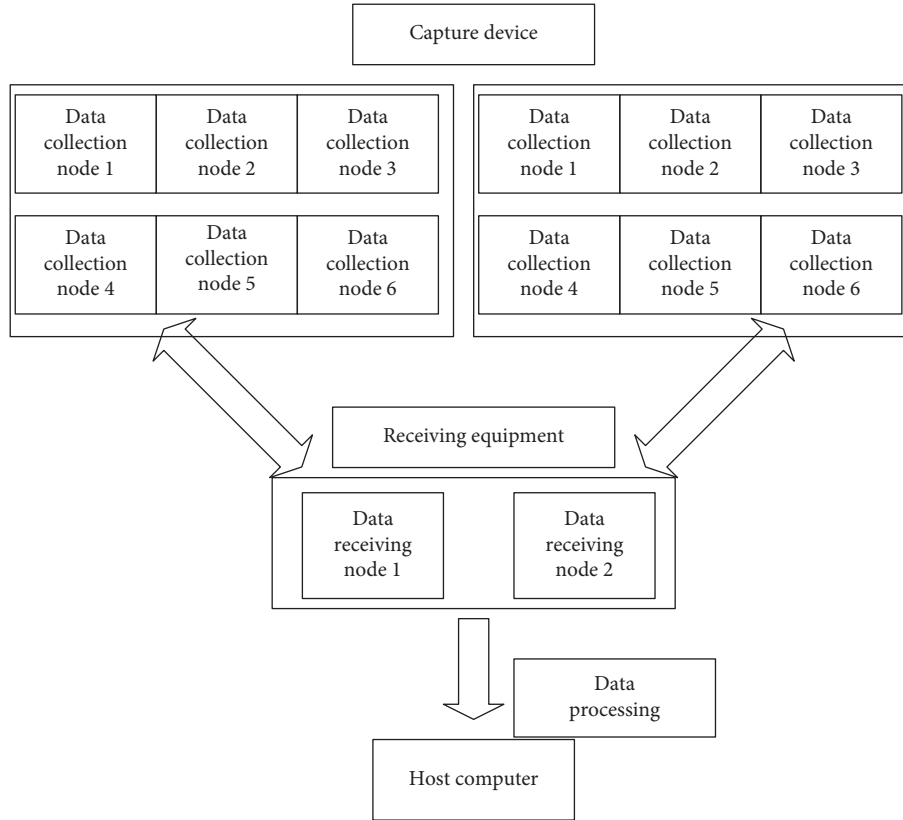 Capture device
Data
collection
node 1
Data
collection
node 2
Data
collection
node 3
Data
collection
node 4
Data
collection
node 5
Data
collection
node 6
Data
collection
node 1
Data
collection
node 2
Data
collection
node 3
Data
collection
node 4
Data
collection
node 5
Data
collection
node 6
Receiving equipment
Data
receiving
node 1
Data
receiving
node 2
Data
processing
Host computer